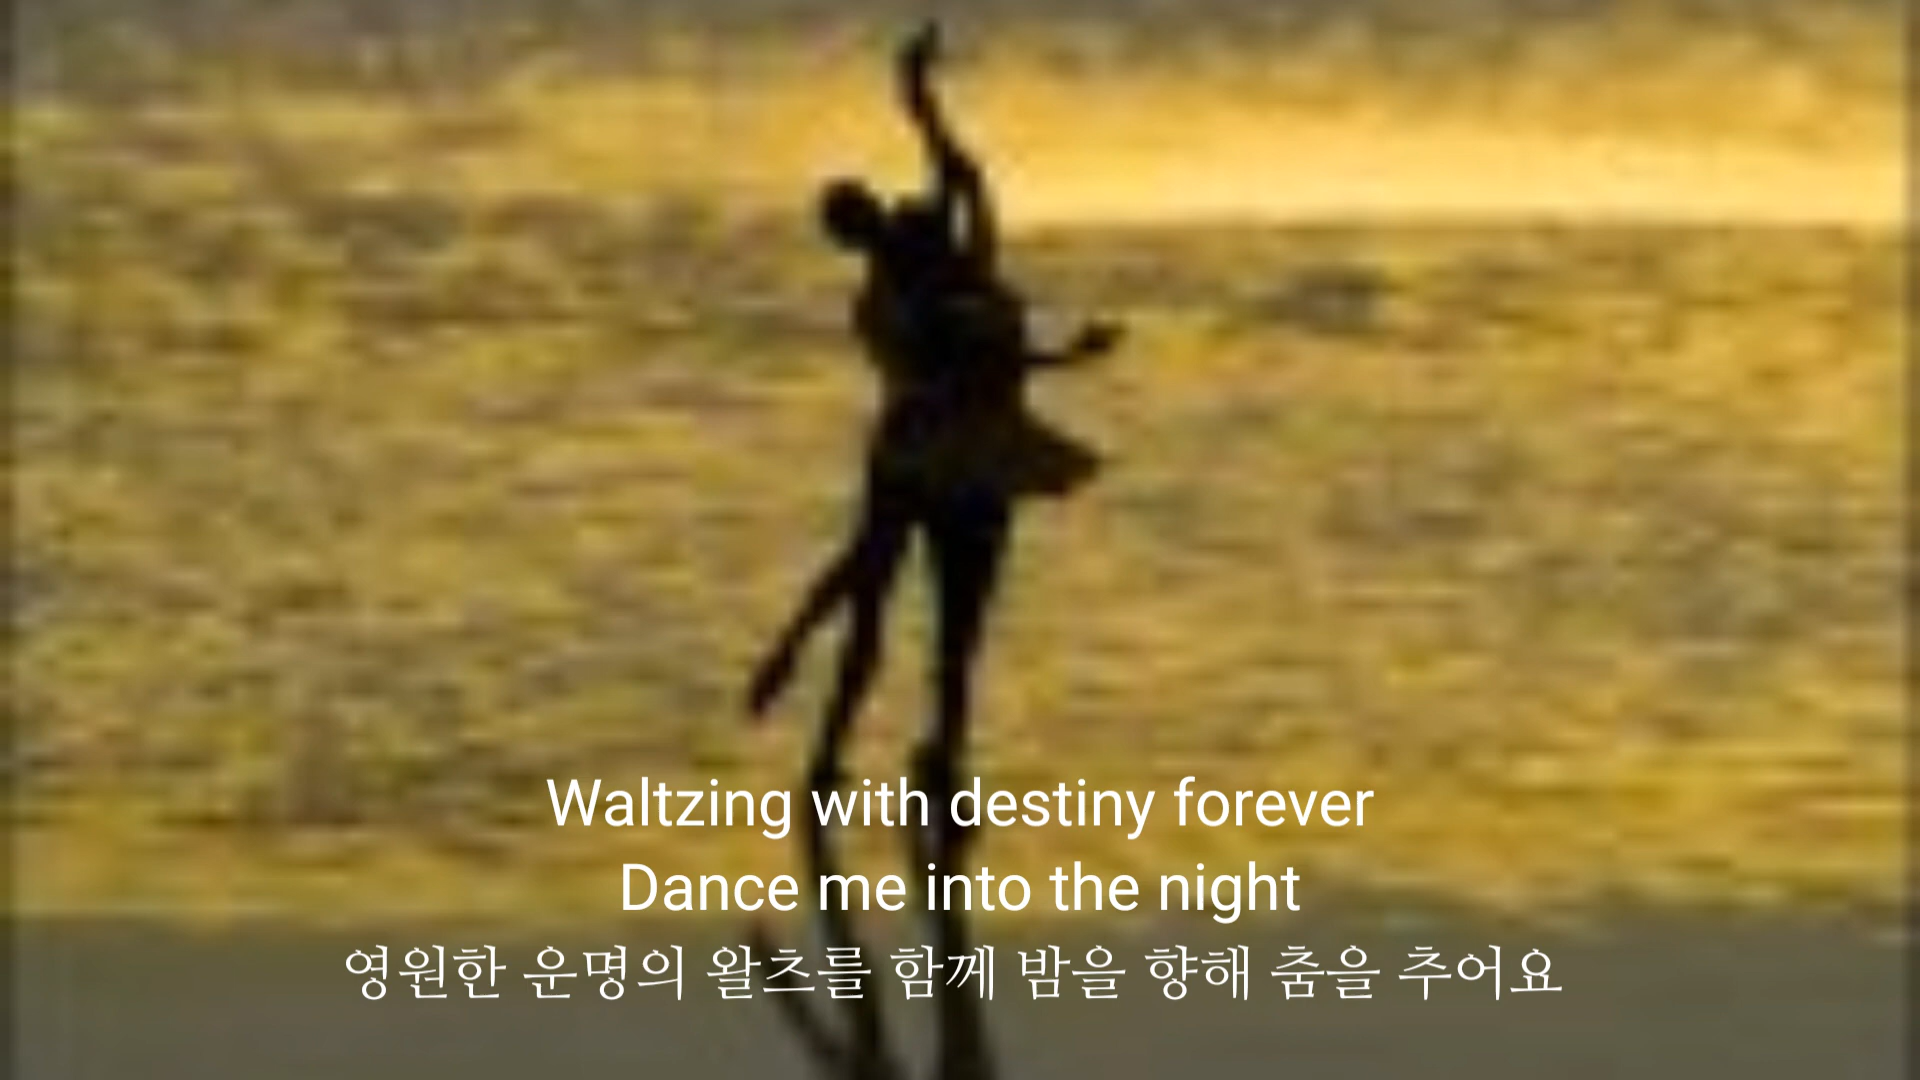 Waltzing with destiny forever
Dance me into the night
영원한 운명의 왈츠를 함께 밤을 향해 춤을 추어요